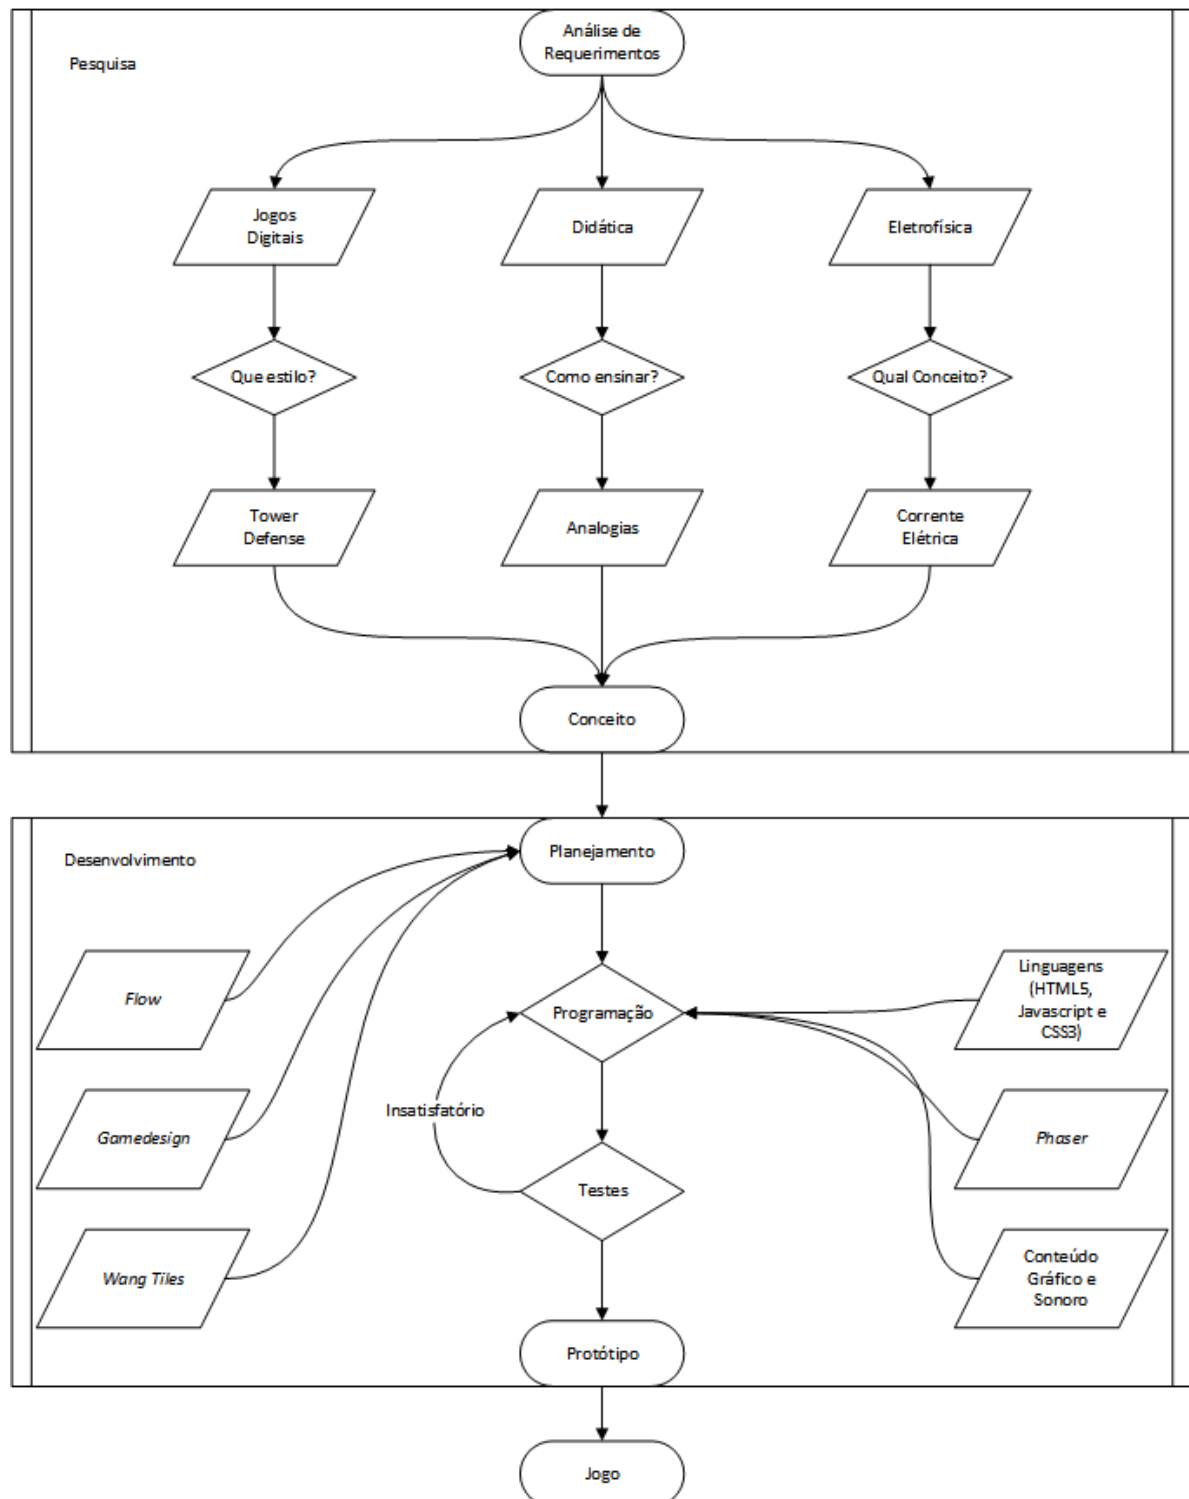 Análise de
Requerimentos
Pesquisa
Jogos
Digitais
Didática
Eletrofísica
Que estilo?
Como ensinar?
Qual Conceito?
Tower
Defense
Analogias
Corrente
Elétrica
Conceito
Planejamento
Desenvolvimento
Flow
Programação
Linguagens
(HTML5,
Javascript e
CSS3)
Insatisfatório
Gamedesign
Phaser
Testes
Wang Tiles
Conteúdo
Gráfico e
Sonoro
Protótipo
Jogo